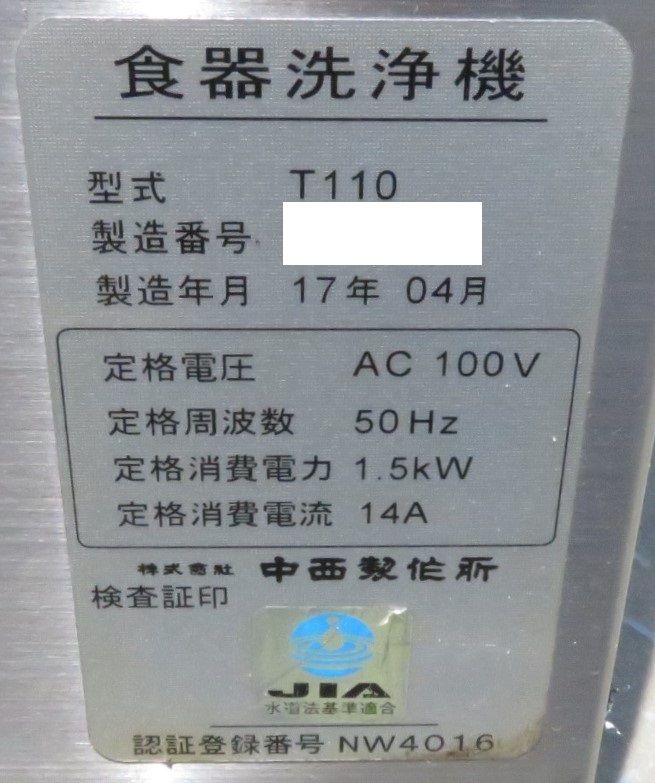 食器洗浄機
型式 T110
製造番号
製造年月 17年 04月
定格電圧 AC 100V
定格周波数 50Hz
定格消費電力 1.5kW
定格消費電流 14A
株式会社 中西製作所
検査証印
JIA
水道法基準適合
認証登録番号 NW4016